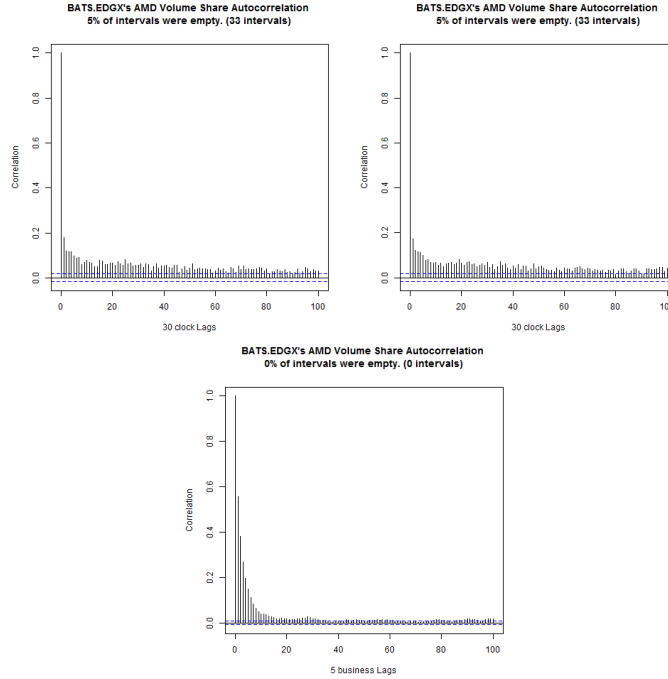 BATS.EDGX's AMD Volume Share Autocorrelation
5% of intervals were empty. (33 intervals)
Correlation
1.0
0.8
0.6
0.4
0.2
0.0
0 20 40 60 80 100
30 clock Lags
BATS.EDGX's AMD Volume Share Autocorrelation
5% of intervals were empty. (33 intervals)
Correlation
1.0
0.8
0.6
0.4
0.2
0.0
0 20 40 60 80
30 clock Lags
BATS.EDGX's AMD Volume Share Autocorrelation
0% of intervals were empty. (0 intervals)
Correlation
1.0
0.8
0.6
0.4
0.2
0.0
0 20 40 60 80 100
5 business Lags